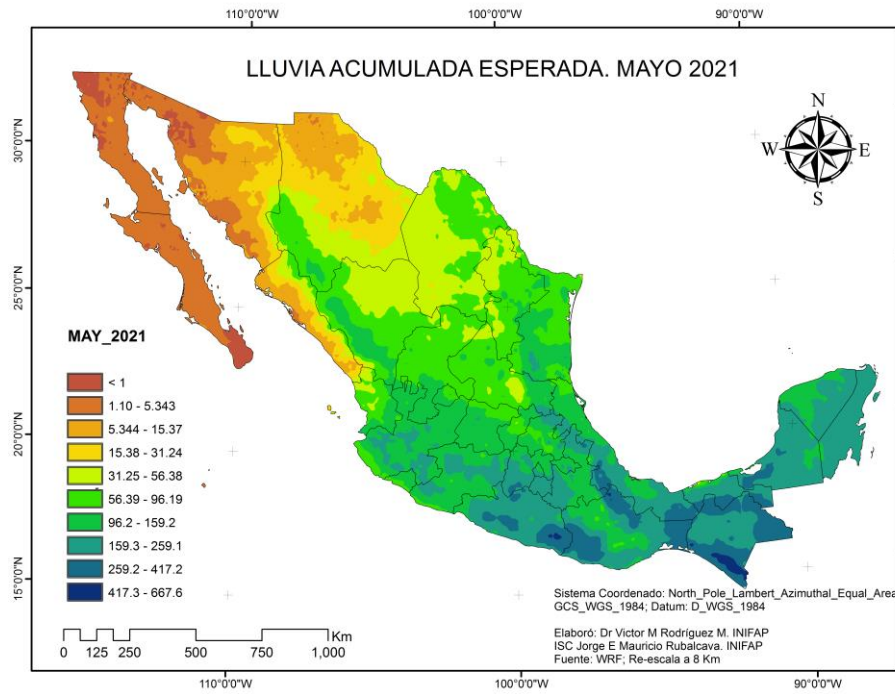 110°0'0"W 100°0'0"W 90°0'0"W
LLUVIA ACUMULADA ESPERADA. MAYO 2021
N
W E
S
30°0'0"N
25°0'0"N
20°0'0"N
15°0'0"N
MAY_2021
< 1
1.10 - 5.343
5.344 - 15.37
15.38 - 31.24
31.25 - 56.38
56.39 - 96.19
96.2 - 159.2
159.3 - 259.1
259.2 - 417.2
417.3 - 667.6
Km
0 125 250 500 750 1,000
Sistema Coordenado: North_Pole_Lambert_Azimuthal_Equal_Area
GCS_WGS_1984; Datum: D_WGS_1984
Elaboró: Dr Victor M Rodríguez M. INIFAP
ISC Jorge E Mauricio Rubalcava. INIFAP
Fuente: WRF; Re-escala a 8 Km
110°0'0"W 100°0'0"W 90°0'0"W